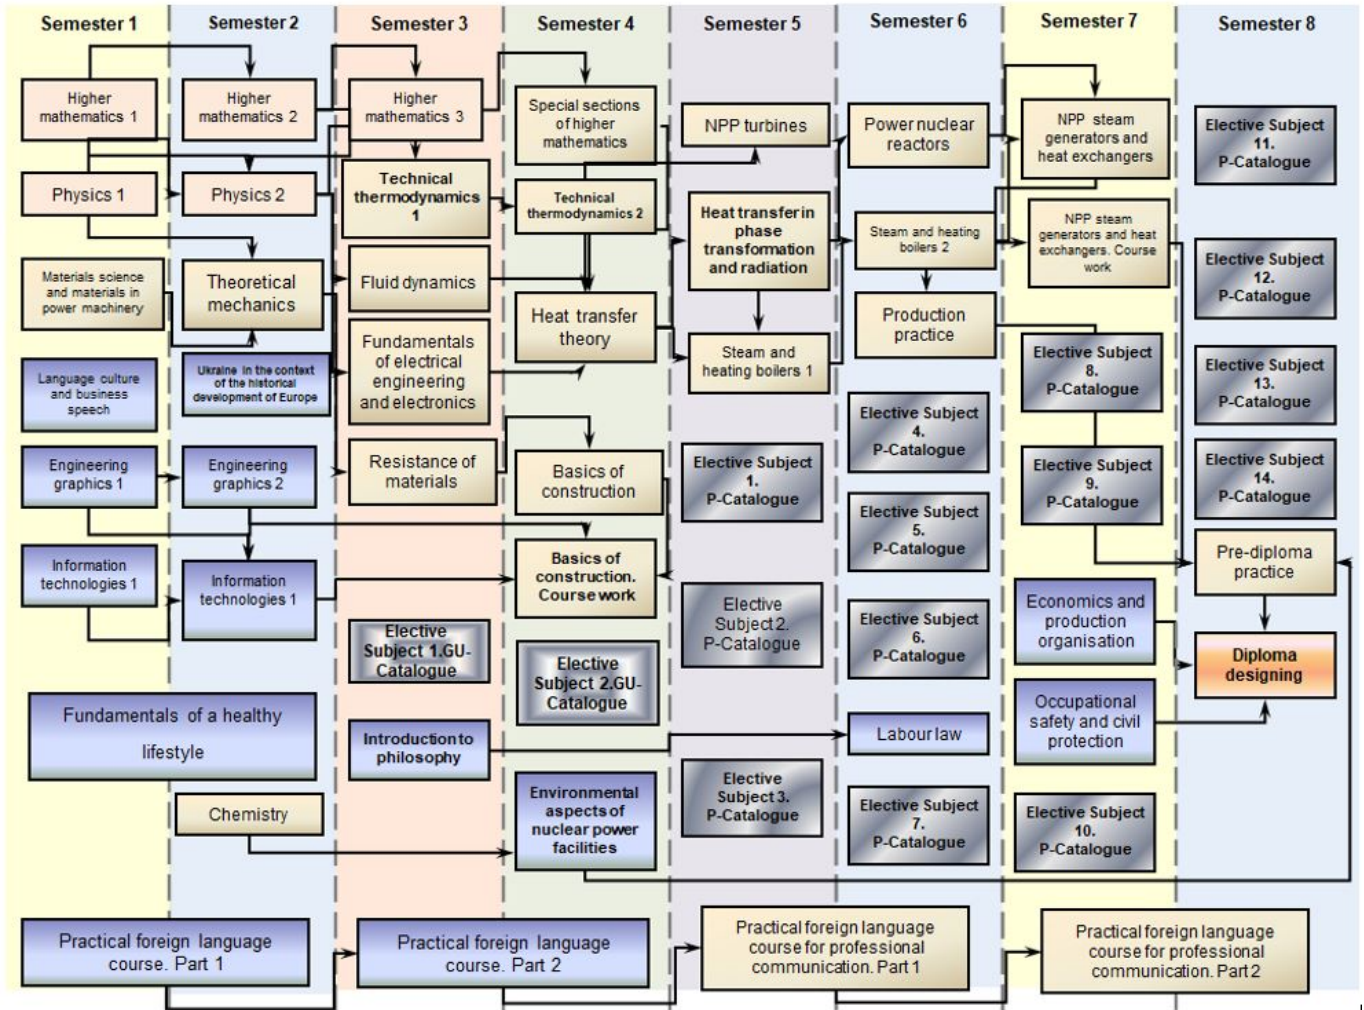 Semester 1
Semester 2
Semester 3
Semester 4
Semester 5
Semester 6
Semester 7
Semester 8
Higher
mathematics 1
Physics 1
Materials science
and materials in
power machinery
Language culture
and business
speech
Engineering
graphics 1
Information
technologies 1
Fundamentals of a healthy
lifestyle
Practical foreign language
course. Part 1
Higher
mathematics 2
Physics 2
Theoretical
mechanics
Ukraine in the context
of the historical
development of Europe
Engineering
graphics 2
Information
technologies 1
Chemistry
Higher
mathematics 3
Technical
thermodynamics
1
Fluid dynamics
Fundamentals
of electrical
engineering
and electronics
Resistance of
materials
Elective
Subject 1.GU-
Catalogue
Introduction to
philosophy
Practical foreign language
course. Part 2
Special sections
of higher
mathematics
Technical
thermodynamics 2
Heat transfer
theory
Basics of
construction
Basics of
construction.
Course work
Elective
Subject 2.GU-
Catalogue
Environmental
aspects of
nuclear power
facilities
NPP turbines
Heat transfer in
phase
transformation
and radiation
Steam and
heating boilers 1
Elective Subject
1.
P-Catalogue
Elective
Subject 2.
P-Catalogue
Elective
Subject 3.
P-Catalogue
Practical foreign language
course for professional
communication. Part 1
Power nuclear
reactors
Steam and heating
boilers 2
Production
practice
Elective Subject
4.
P-Catalogue
Elective Subject
5.
P-Catalogue
Elective Subject
6.
P-Catalogue
Labour law
Elective Subject
7.
P-Catalogue
NPP steam
generators and
heat exchangers
NPP steam
generators and heat
exchangers. Course
work
Elective Subject
8.
P-Catalogue
Elective Subject
9.
P-Catalogue
Economics and
production
organisation
Occupational
safety and civil
protection
Elective Subject
10.
P-Catalogue
Practical foreign language
course for professional
communication. Part 2
Elective Subject
11.
P-Catalogue
Elective Subject
12.
P-Catalogue
Elective Subject
13.
P-Catalogue
Elective Subject
14.
P-Catalogue
Pre-diploma
practice
Diploma
designing